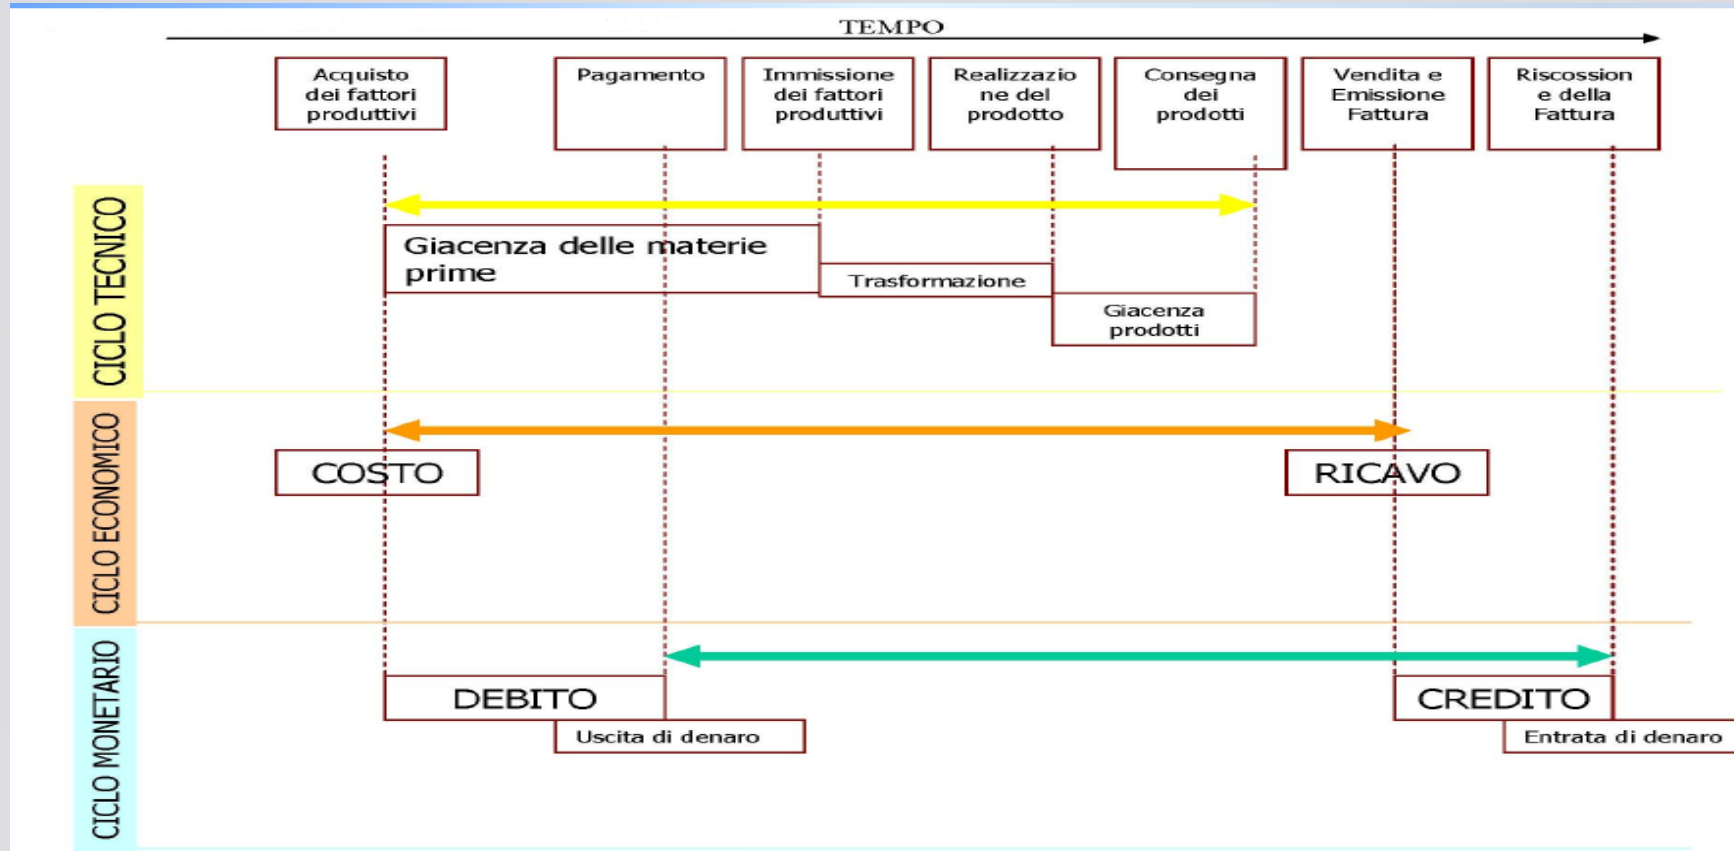 TEMPO
Acquisto
dei fattori
produttivi
Pagamento
Immissione
dei fattori
produttivi
Realizzazio
ne del
prodotto
Consegna
dei
prodotti
Vendita e
Emissione
Fattura
Riscossion
e della
Fattura
CICLO TECNICO
Giacenza delle materie
prime
Trasformazione
Giacenza
prodotti
CICLO ECONOMICO
COSTO
RICAVO
CICLO MONETARIO
DEBITO
Uscita di denaro
CREDITO
Entrata di denaro